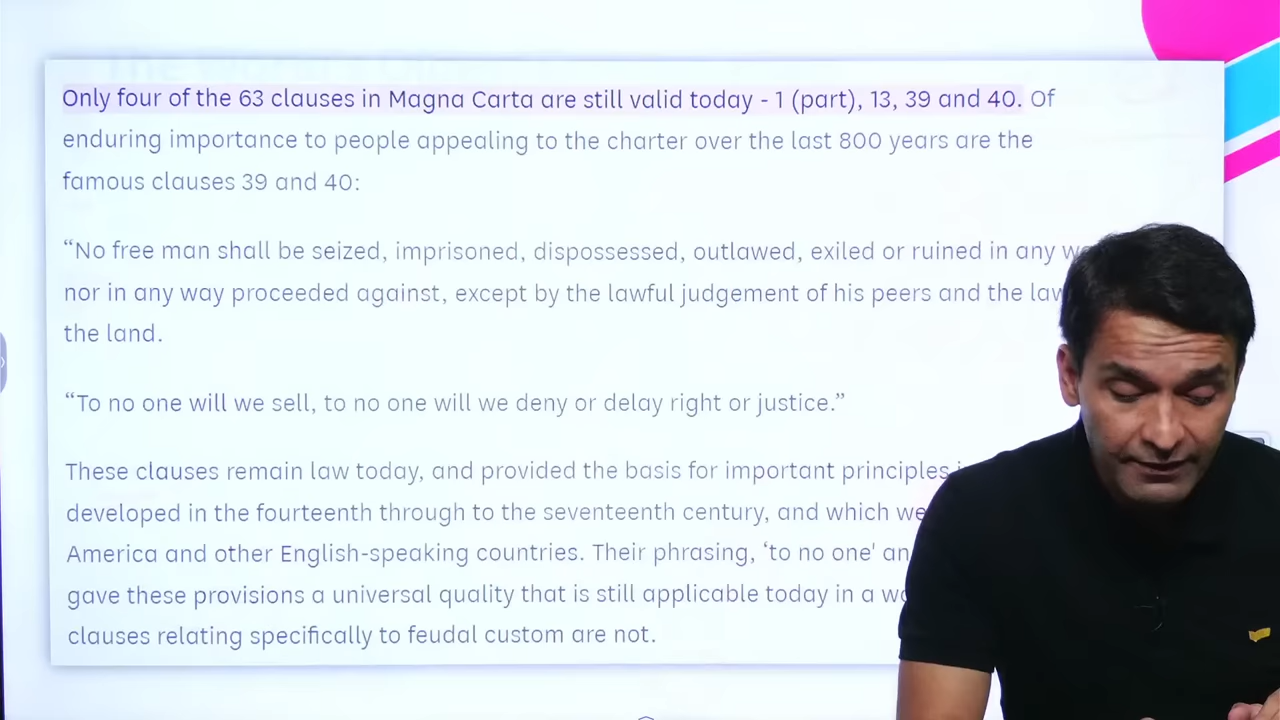 Only four of the 63 clauses in Magna Carta are still valid today - 1 (part), 13, 39 and 40. Of
enduring importance to people appealing to the charter over the last 800 years are the
famous clauses 39 and 40:
“No free man shall be seized, imprisoned, dispossessed, outlawed, exiled or ruined in any
nor in any way proceeded against, except by the lawful judgement of his peers and the law
the land.
“To no one will we sell, to no one will we deny or delay right or justice.”
These clauses remain law today, and provided the basis for important principles
developed in the fourteenth through to the seventeenth century, and which
America and other English-speaking countries. Their phrasing, ‘to no one'
gave these provisions a universal quality that is still applicable today in a
clauses relating specifically to feudal custom are not.